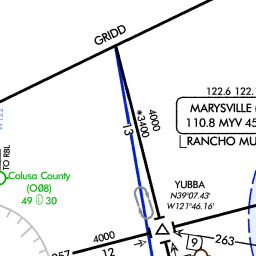 GRIDD
122.6 122.
MARYSVILLE
110.8 MYV 45
RANCHO MU
4000
*3400
13
TO RBL
Colusa County
(O08)
49 30
YUBBA
N39°07.43'
W121°46.16'
4000
257
12
9
263